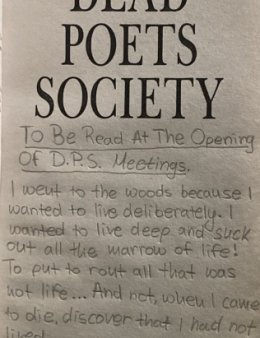 DEAD
POETS
SOCIETY
To Be Read At The Opening
Of D.P.S. Meetings.
I went to the woods because I
wanted to live deliberately. I
wanted to live deep and suck
out all the marrow of life!
To put to rout all that was
not life... And not, when I came
to die, discover that I had not
lived.